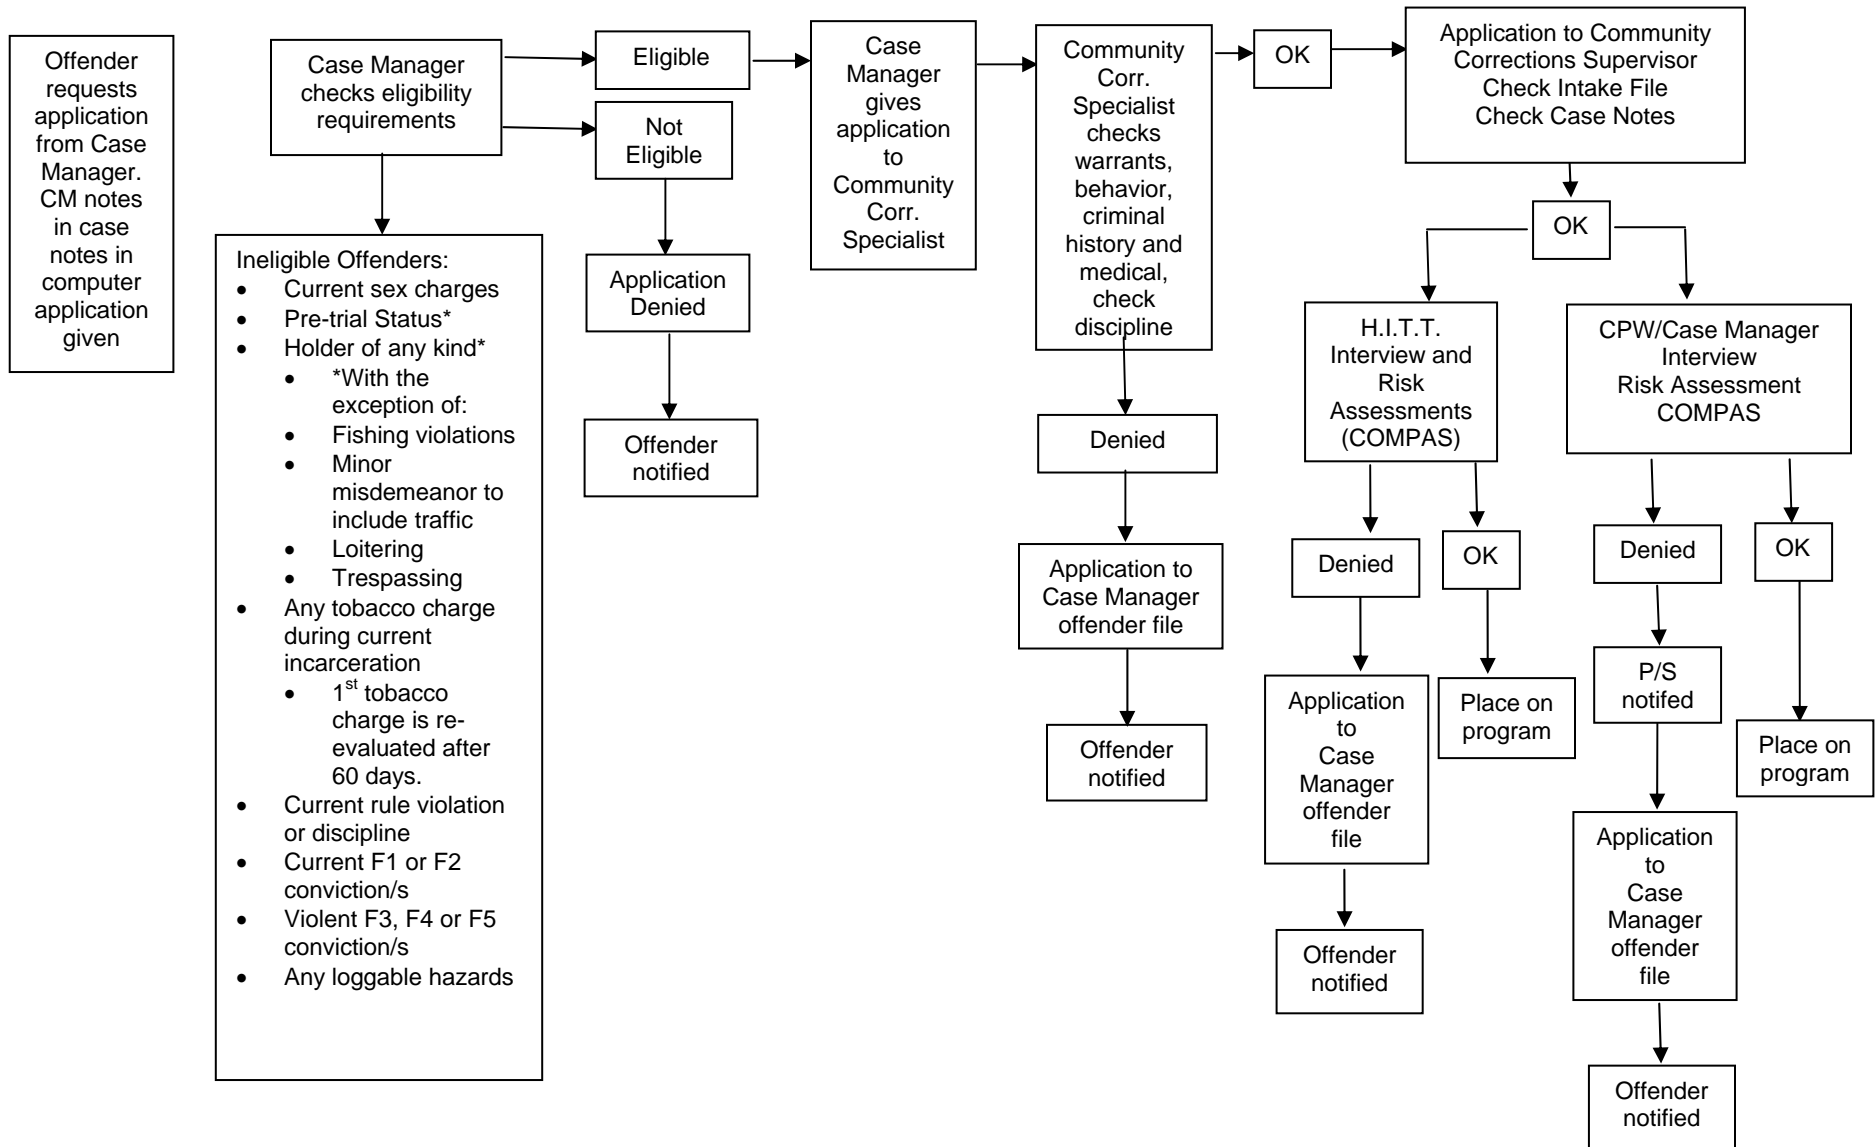 Offender
requests
application
from Case
Manager.
CM notes
in case
notes in
computer
application
given
Case Manager
checks eligibility
requirements
Eligible
Not
Eligible
Application
Denied
Offender
notified
Ineligible Offenders:
• Current sex charges
• Pre-trial Status*
• Holder of any kind*
• *With the
exception of:
• Fishing violations
• Minor
misdemeanor to
include traffic
• Loitering
• Trespassing
• Any tobacco charge
during current
incarceration
• 1st tobacco
charge is re-
evaluated after
60 days.
• Current rule violation
or discipline
• Current F1 or F2
conviction/s
• Violent F3, F4 or F5
conviction/s
• Any loggable hazards
Case
Manager
gives
application
to
Community
Corr.
Specialist
Community
Corr.
Specialist
checks
warrants,
behavior,
criminal
history and
medical,
check
discipline
Denied
Application to
Case Manager
offender file
Offender
notified
OK
Application to Community
Corrections Supervisor
Check Intake File
Check Case Notes
OK
H.I.T.T.
Interview and
Risk
Assessments
(COMPAS)
Denied
Application
to
Case
Manager
offender
file
Offender
notified
OK
Place on
program
CPW/Case Manager
Interview
Risk Assessment
COMPAS
Denied
P/S
notifed
Application
to
Case
Manager
offender
file
Offender
notified
OK
Place on
program